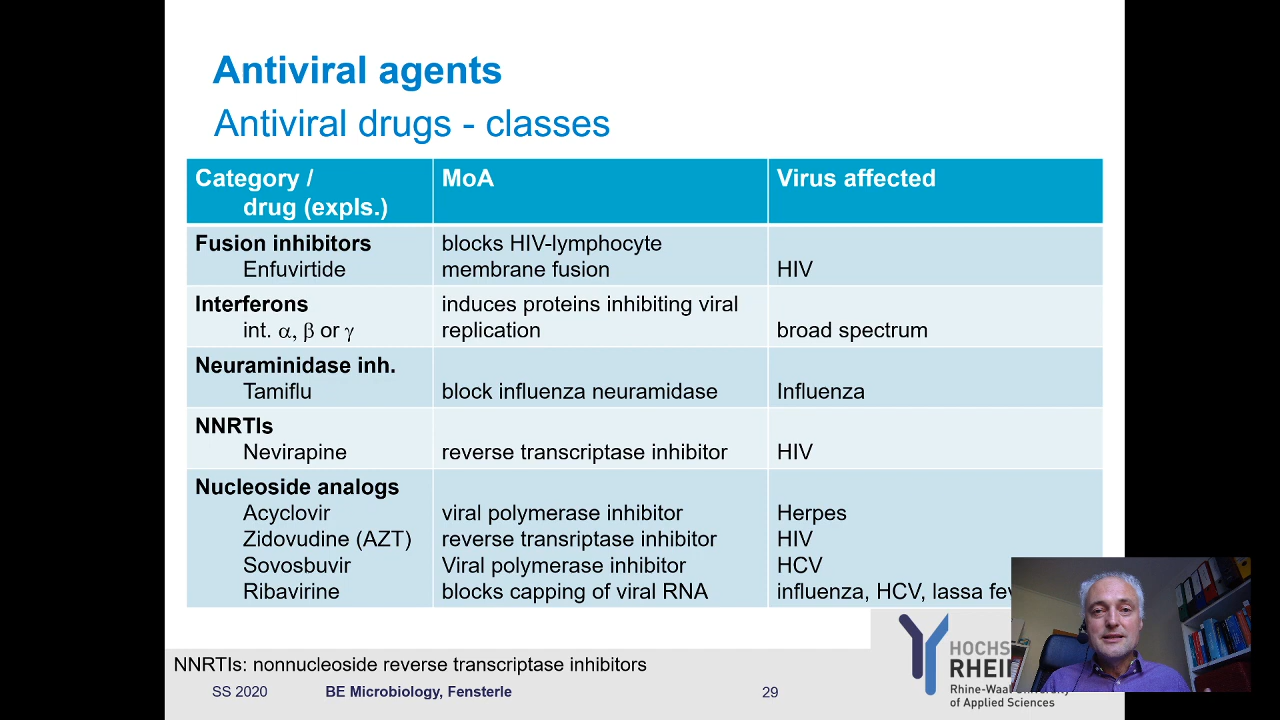 Antiviral agents
Antiviral drugs - classes
Category / drug (expls.) MoA Virus affected
Fusion inhibitors
Enfuvirtide
blocks HIV-lymphocyte
membrane fusion
HIV
Interferons
int. α, β or γ
induces proteins inhibiting viral
replication
broad spectrum
Neuraminidase inh.
Tamiflu block influenza neuramidase Influenza
NNRTIs
Nevirapine reverse transcriptase inhibitor HIV
Nucleoside analogs
Acyclovir viral polymerase inhibitor Herpes
Zidovudine (AZT) reverse transriptase inhibitor HIV
Sovosbuvir Viral polymerase inhibitor HCV
Ribavirine blocks capping of viral RNA influenza, HCV, lassa
NNRTIs: nonnucleoside reverse transcriptase inhibitors
SS 2020 BE Microbiology, Fensterle 29
Rhine-Waal
of Applied Sciences